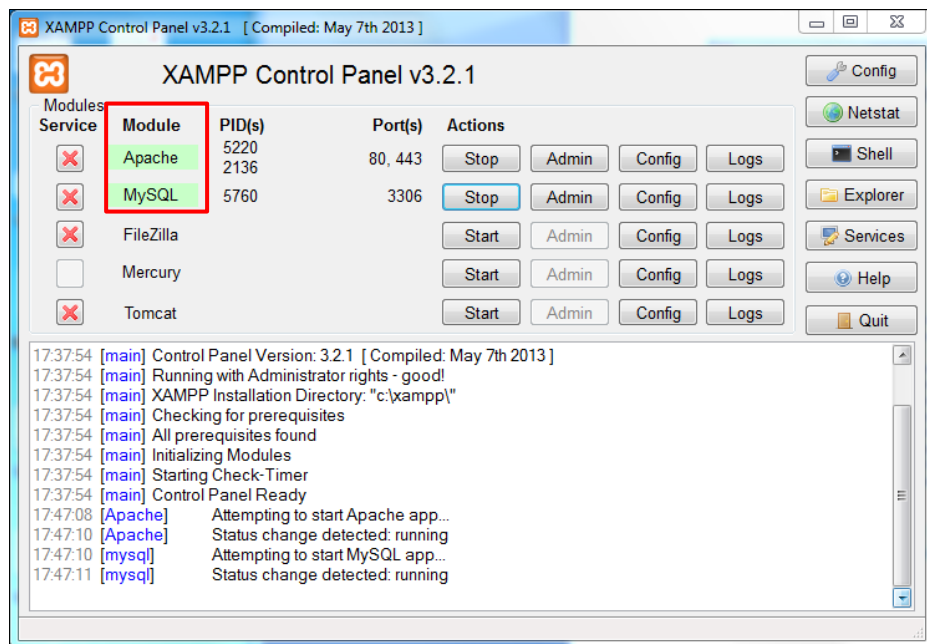 XAMPP Control Panel v3.2.1 [ Compiled: May 7th 2013 ]
XAMPP Control Panel v3.2.1
Config
Netstat
Shell
Explorer
Services
Help
Quit
Modules
Service Module PID(s) Port(s) Actions
Apache 5220 2136 80, 443 Stop Admin Config Logs
MySQL 5760 3306 Stop Admin Config Logs
FileZilla Start Admin Config Logs
Mercury Start Admin Config Logs
Tomcat Start Admin Config Logs
17:37:54 [main] Control Panel Version: 3.2.1 [ Compiled: May 7th 2013 ]
17:37:54 [main] Running with Administrator rights - good!
17:37:54 [main] XAMPP Installation Directory: "c:\xampp\"
17:37:54 [main] Checking for prerequisites
17:37:54 [main] All prerequisites found
17:37:54 [main] Initializing Modules
17:37:54 [main] Starting Check-Timer
17:37:54 [main] Control Panel Ready
17:47:08 [Apache] Attempting to start Apache app...
17:47:10 [Apache] Status change detected: running
17:47:10 [mysql] Attempting to start MySQL app...
17:47:11 [mysql] Status change detected: running